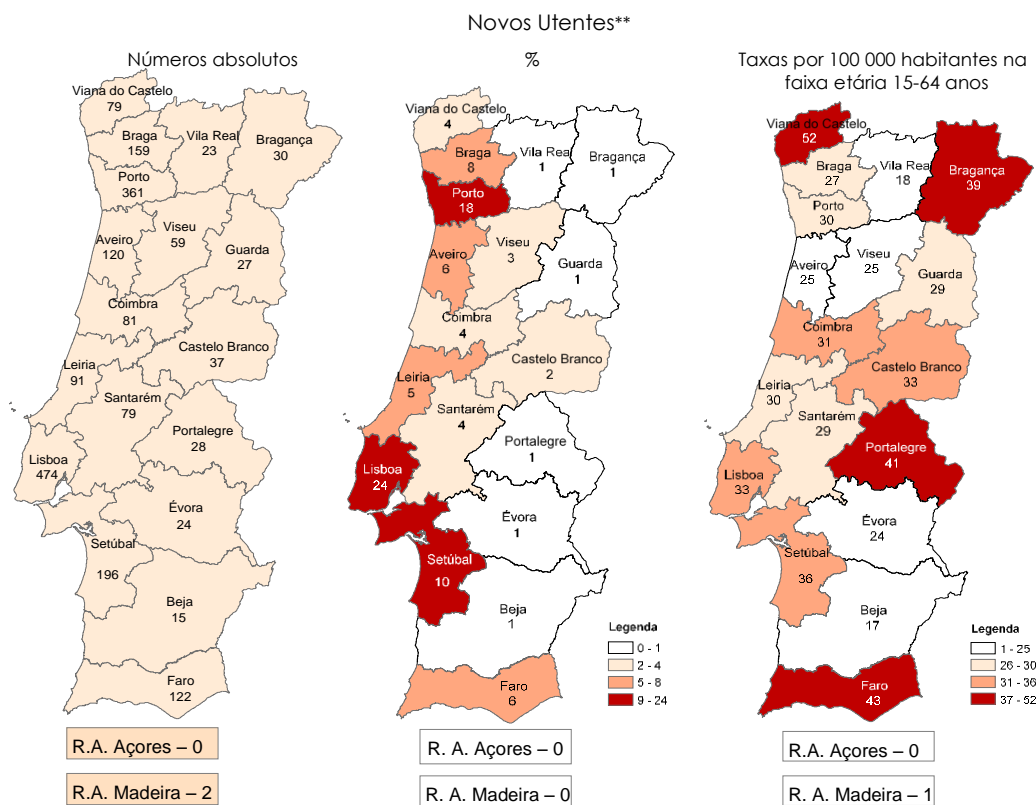 Novos Utentes**
Números absolutos
Viana do Castelo
79
Braga
159
Vila Real
23
Bragança
30
Porto
361
Aveiro
120
Viseu
59
Guarda
27
Coimbra
81
Castelo Branco
37
Leiria
91
Santarém
79
Portalegre
28
Lisboa
474
Évora
24
Setúbal
196
Beja
15
Faro
122
R.A. Açores – 0
R.A. Madeira – 2
%
Viana do Castelo
4
Braga
8
Vila Rea
1
Bragança
1
Porto
18
Aveiro
6
Viseu
3
Guarda
1
Coimbra
4
Castelo Branco
2
Leiria
5
Santarém
4
Portalegre
1
Lisboa
24
Évora
1
Setúbal
10
Beja
1
Faro
6
Legenda
0 - 1
2 - 4
5 - 8
9 - 24
R. A. Açores – 0
R. A. Madeira – 0
Taxas por 100 000 habitantes na
faixa etária 15-64 anos
Viana do Castelo
52
Braga
27
Vila Real
18
Bragança
39
Porto
30
Aveiro
25
Viseu
25
Guarda
29
Coimbra
31
Castelo Branco
33
Leiria
30
Santarém
29
Portalegre
41
Lisboa
33
Évora
24
Setúbal
36
Beja
17
Faro
43
Legenda
1 - 25
26 - 30
31 - 36
37 - 52
R.A. Açores – 0
R. A. Madeira – 1